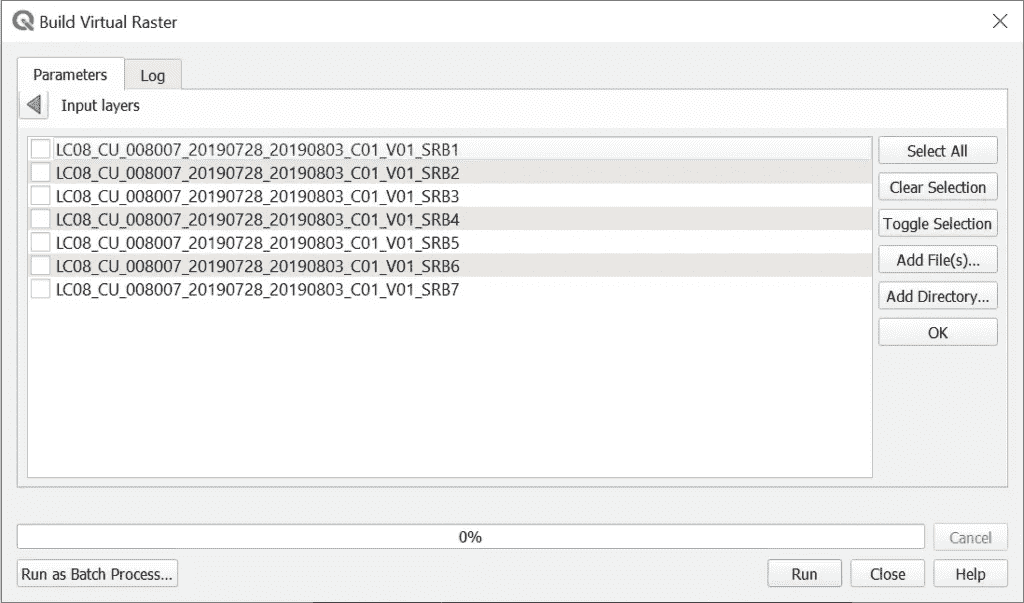 Build Virtual Raster
Parameters
Log
Input layers
LC08_CU_008007_20190728_20190803_C01_V01_SRB1
LC08_CU_008007_20190728_20190803_C01_V01_SRB2
LC08_CU_008007_20190728_20190803_C01_V01_SRB3
LC08_CU_008007_20190728_20190803_C01_V01_SRB4
LC08_CU_008007_20190728_20190803_C01_V01_SRB5
LC08_CU_008007_20190728_20190803_C01_V01_SRB6
LC08_CU_008007_20190728_20190803_C01_V01_SRB7
Select All
Clear Selection
Toggle Selection
Add File(s)...
Add Directory...
OK
0%
Cancel
Run as Batch Process...
Run
Close
Help